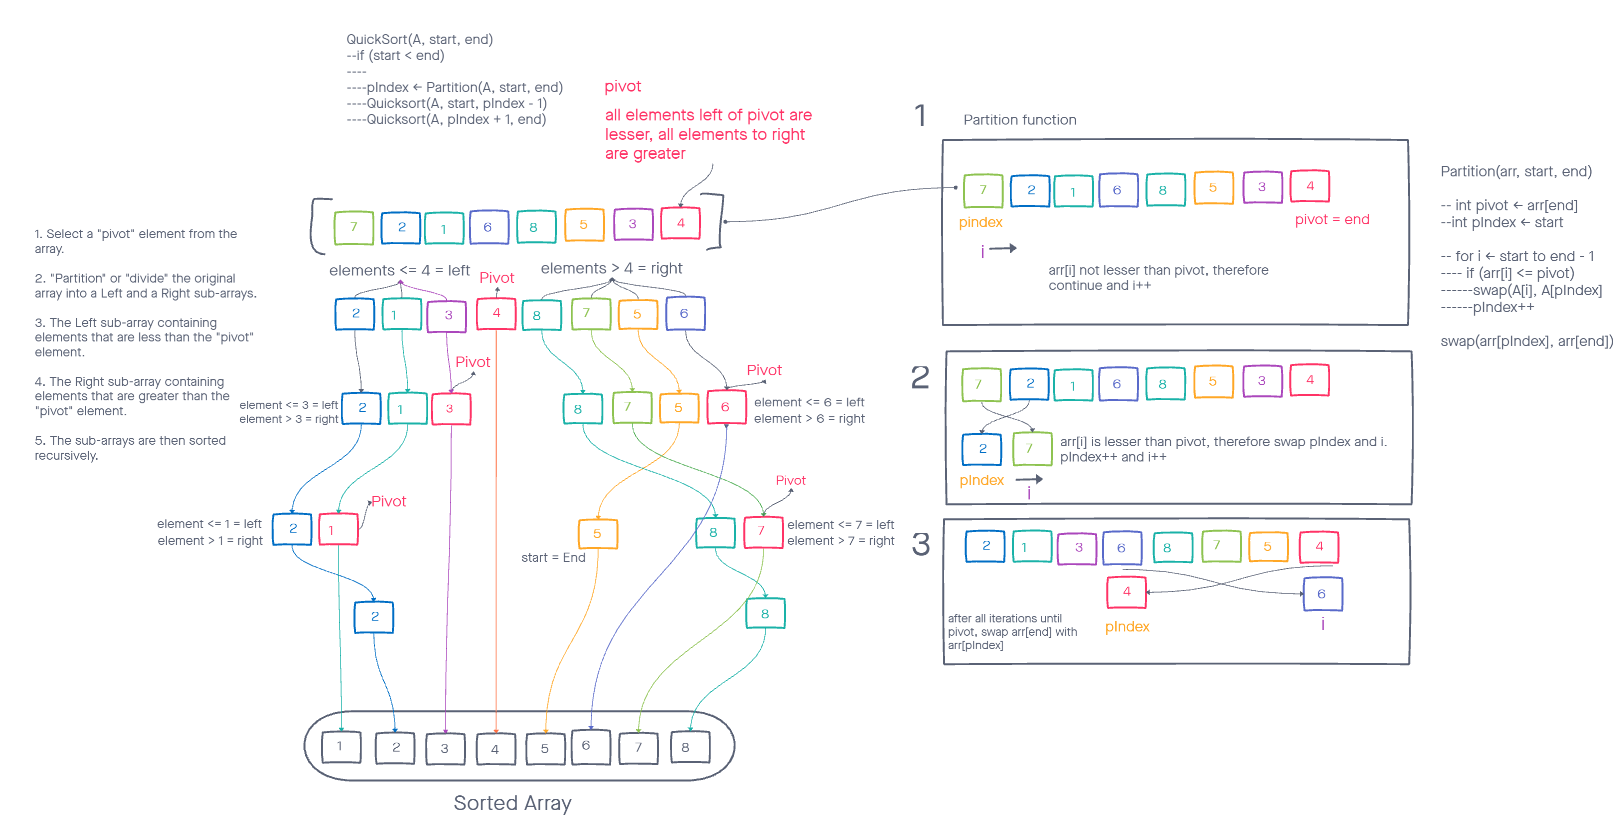 QuickSort(A, start, end)
--if (start < end)
----
----pIndex ← Partition(A, start, end)
----Quicksort(A, start, pIndex - 1)
----Quicksort(A, pIndex + 1, end)
pivot
all elements left of pivot are
lesser, all elements to right
are greater
7 2 1 6 8 5 3 4
1. Select a "pivot" element from the
array.
2. "Partition" or "divide" the original
array into a Left and a Right sub-arrays.
3. The Left sub-array containing
elements that are less than the "pivot"
element.
4. The Right sub-array containing
elements that are greater than the
"pivot" element.
5. The sub-arrays are then sorted
recursively.
elements <= 4 = left
Pivot
elements > 4 = right
2 1 3 4 8 7 5 6
Pivot
Pivot
element <= 3 = left
element > 3 = right
2 1 3
8 7 5 6
element <= 6 = left
element > 6 = right
Pivot
Pivot
element <= 1 = left
element > 1 = right
2 1
5
start = End
8 7
element <= 7 = left
element > 7 = right
2
8
1 2 3 4 5 6 7 8
Sorted Array
1
Partition function
7 2 1 6 8 5 3 4
pindex
pivot = end
i
arr[i] not lesser than pivot, therefore
continue and i++
2
7 2 1 6 8 5 3 4
2 7
arr[i] is lesser than pivot, therefore swap pIndex and i.
pIndex++ and i++
pIndex
i
3
2 1 3 6 8 7 5 4
4
6
after all iterations until
pivot, swap arr[end] with
arr[pIndex]
pIndex
i
Partition(arr, start, end)
-- int pivot ← arr[end]
--int pIndex ← start
-- for i ← start to end - 1
---- if (arr[i] <= pivot)
------swap(A[i], A[pIndex]
------pIndex++
swap(arr[pIndex], arr[end])